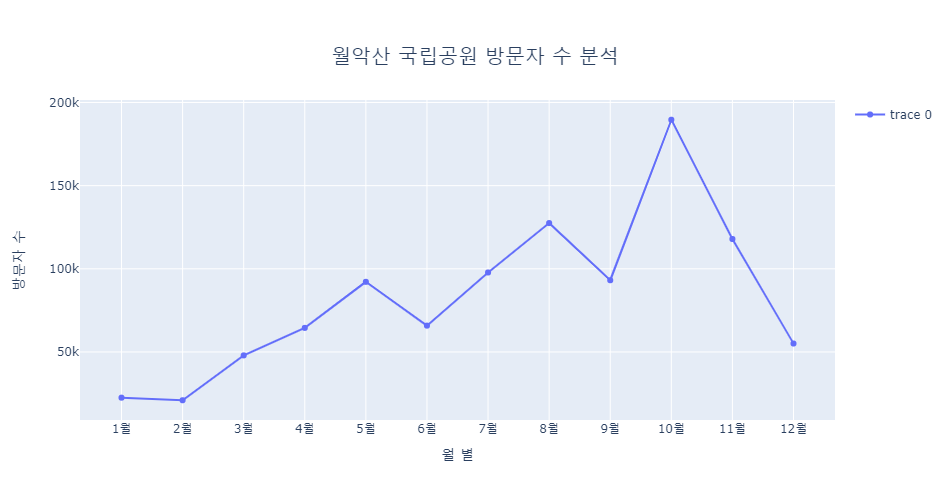 월악산 국립공원 방문자 수 분석
200k
150k
100k
50k
방문자 수
1월 2월 3월 4월 5월 6월 7월 8월 9월 10월 11월 12월
월 별
trace 0